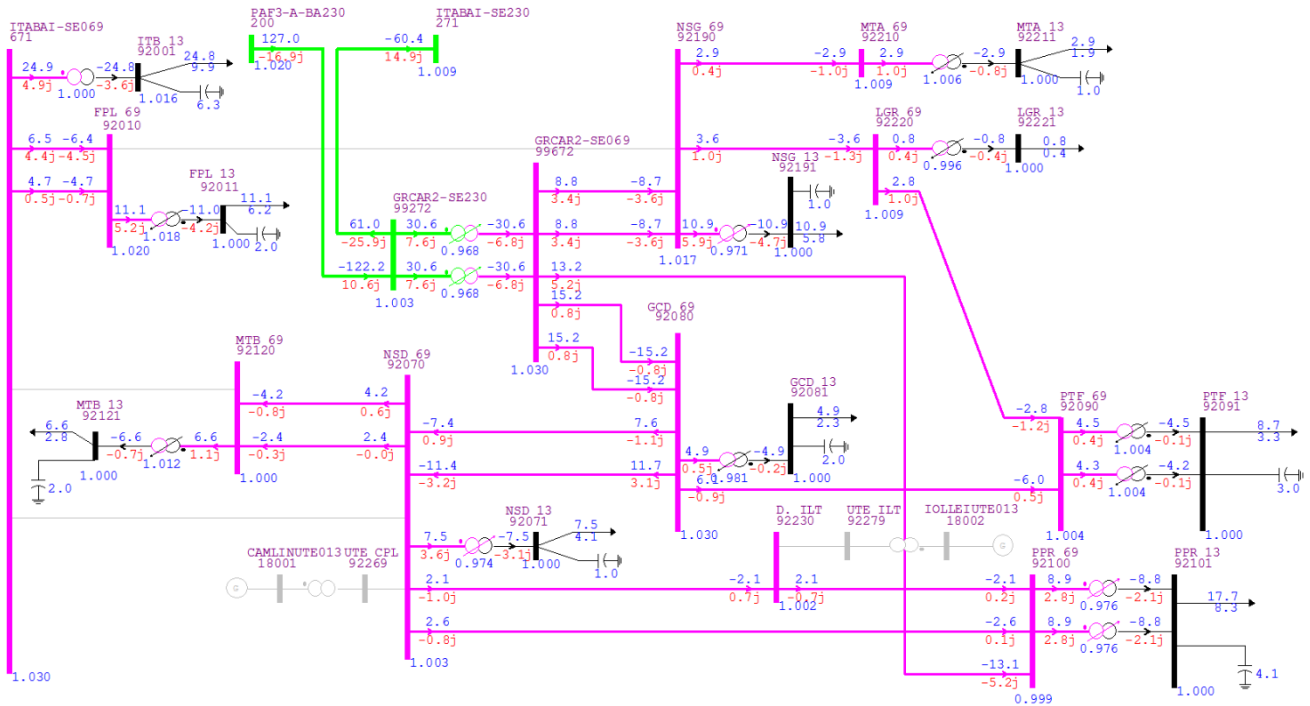 ITABAI-SE069
671
24.9
4.9j
-24.8
-3.6j
1.000
ITB 13
92001
24.8
9.9
1.016
6.3
FPL 69
92010
6.5
4.4j
-6.4
-4.5j
4.7
0.5j
-4.7
-0.7j
FPL 13
92011
11.1
5.2j
-11.0
-4.2j
1.018
11.1
6.2
1.000
2.0
1.020
1.030
PAF3-A-BA230
200
127.0
-16.9j
1.020
ITABAI-SE230
271
-60.4
14.9j
1.009
GRCAR2-SE230
99272
61.0
-25.9j
30.6
7.6j
-30.6
-6.8j
0.968
-122.2
10.6j
30.6
7.6j
-30.6
-6.8j
0.968
1.003
GRCAR2-SE069
99672
8.8
3.4j
-8.7
-3.6j
8.8
3.4j
-8.7
-3.6j
13.2
5.2j
15.2
0.8j
-15.2
-0.8j
15.2
0.8j
-15.2
-0.8j
1.030
NSG 69
92190
2.9
0.4j
-2.9
-1.0j
3.6
1.0j
-3.6
-1.3j
10.9
5.9j
-10.9
-4.7j
0.971
1.017
NSG 13
92191
1.0
10.9
5.8
1.000
MTA 69
92210
2.9
1.0j
-2.9
-0.8j
1.006
1.009
MTA 13
92211
2.9
1.9
1.000
1.0
LGR 69
92220
0.8
0.4j
-0.8
-0.4j
0.996
2.8
1.0j
1.009
LGR 13
92221
0.8
0.4
1.000
GCD 69
92080
7.6
-1.1j
11.7
3.1j
4.9
0.5j
-4.9
-0.2j
0.981
6.1
-0.9j
1.030
GCD 13
92081
4.9
2.3
2.0
1.000
MTB 69
92120
-4.2
-0.8j
4.2
0.6j
-2.4
-0.3j
2.4
-0.0j
6.6
1.1j
-6.6
-0.7j
1.012
1.000
MTB 13
92121
6.6
2.8
1.000
2.0
NSD 69
92070
-7.4
0.9j
-11.4
-3.2j
7.5
3.6j
-7.5
-3.1j
0.974
NSD 13
92071
7.5
4.1
1.000
1.0
2.1
-1.0j
-2.1
0.7j
2.6
-0.8j
-2.6
0.1j
1.003
CAMLINUTE013
18001
UTE CPL
92269
G
D. ILT
92230
2.1
-0.7j
-2.1
0.2j
1.002
UTE ILT
92279
IOLLEIUTE013
18002
G
PTF 69
92090
-2.8
-1.2j
-6.0
0.5j
4.5
0.4j
-4.5
-0.1j
1.004
4.3
0.4j
-4.2
-0.1j
1.004
1.004
PTF 13
92091
8.7
3.3
3.0
1.000
PPR 69
92100
8.9
2.8j
-8.8
-2.1j
0.976
8.9
2.8j
-8.8
-2.1j
0.976
-13.1
-5.2j
0.999
PPR 13
92101
17.7
8.3
4.1
1.000